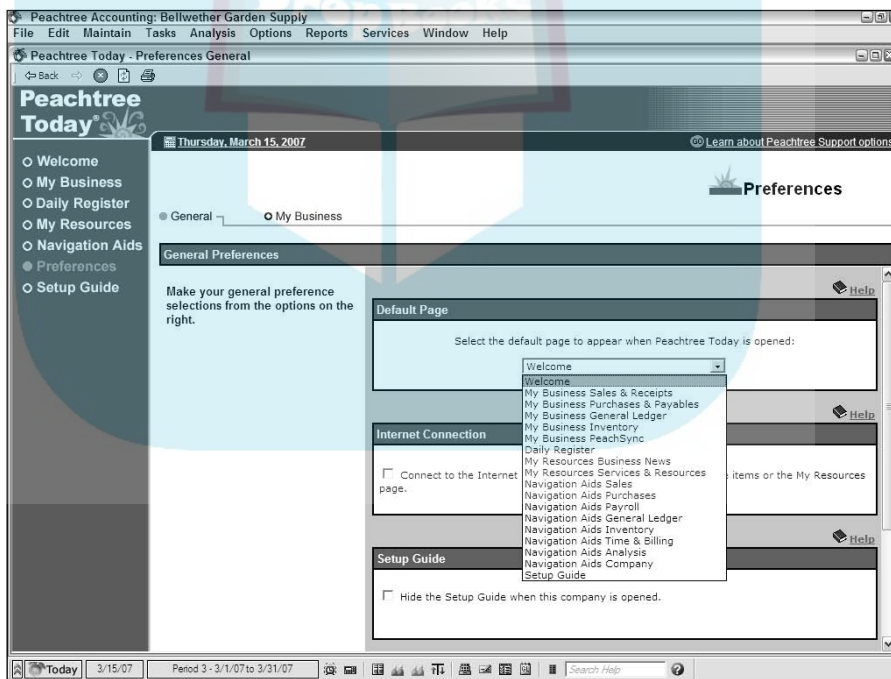 Peachtree Accounting: Bellwether Garden Supply
File Edit Maintain Tasks Analysis Options Reports Services Window Help
Peachtree Today - Preferences General
Back
Peachtree
Today
Thursday, March 15, 2007
GO Learn about Peachtree Support options
Welcome
My Business
Daily Register
My Resources
Navigation Aids
Preferences
Setup Guide
Preferences
General My Business
General Preferences
Make your general preference
selections from the options on the
right.
Help
Default Page
Select the default page to appear when Peachtree Today is opened:
Welcome
Welcome
My Business Sales & Receipts
My Business Purchases & Payables
My Business General Ledger
My Business Inventory
My Business PeachSync
Daily Register
My Resources Business News
My Resources Services & Resources
Navigation Aids Sales
Navigation Aids Purchases
Navigation Aids Payroll
Navigation Aids General Ledger
Navigation Aids Inventory
Navigation Aids Time & Billing
Navigation Aids Analysis
Navigation Aids Company
Setup Guide
Help
Internet Connection
Connect to the Internet e items or the My Resources
page.
Help
Setup Guide
Hide the Setup Guide when this company is opened.
Today 3/15/07 Period 3 - 3/1/07 to 3/31/07 Search Help